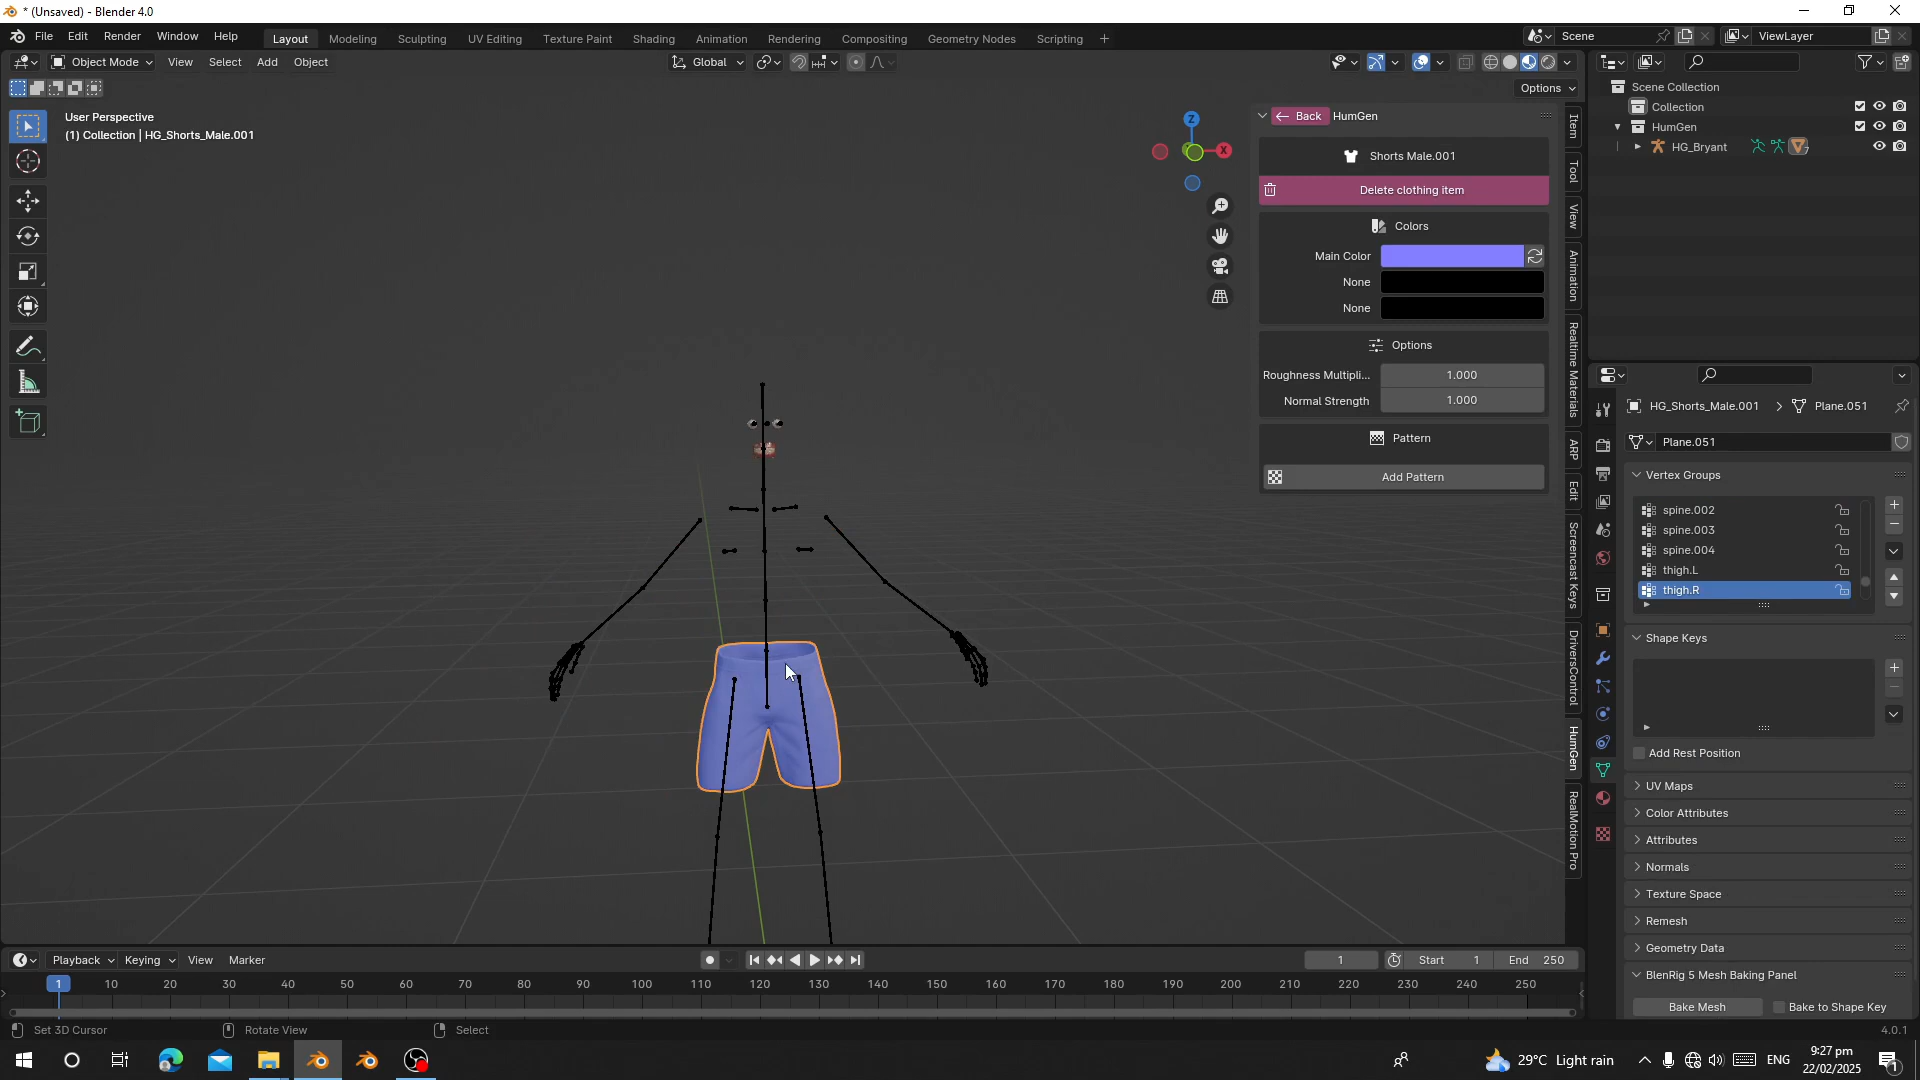 * (Unsaved) - Blender 4.0
File Edit Render Window Help
Layout Modeling Sculpting UV Editing Texture Paint Shading Animation Rendering Compositing Geometry Nodes Scripting +
Scene
ViewLayer
Object Mode View Select Add Object
Global
Options
User Perspective
(1) Collection | HG_Shorts_Male.001
Z
X
Back HumGen
Shorts Male.001
Delete clothing item
Colors
Main Color
None
None
Options
Roughness Multipli... 1.000
Normal Strength 1.000
Pattern
Add Pattern
Item
Tool
View
Animation
Realtime Materials
ARP
Edit
Screencast Keys
DriversControl
HumGen
RealMotion Pro
Scene Collection
Collection
HumGen
HG_Bryant 7
HG_Shorts_Male.001 > Plane.051
Plane.051
Vertex Groups
spine.002
spine.003
spine.004
thigh.L
thigh.R
Shape Keys
Add Rest Position
UV Maps
Color Attributes
Attributes
Normals
Texture Space
Remesh
Geometry Data
BlenRig 5 Mesh Baking Panel
Bake Mesh Bake to Shape Key
Playback Keying View Marker
1 Start 1 End 250
1 10 20 30 40 50 60 70 80 90 100 110 120 130 140 150 160 170 180 190 200 210 220 230 240 250
Set 3D Cursor Rotate View Select 4.0.1
29°C Light rain ENG
9:27 pm
22/02/2025
1